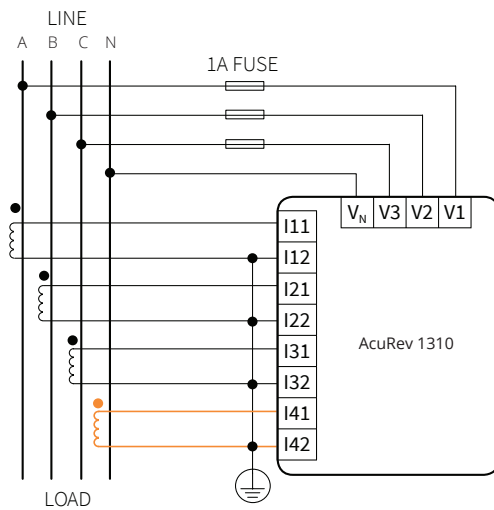 LINE
A B C N
1A FUSE
VN V3 V2 V1
I11
I12
I21
I22
I31
I32
I41
I42
AcuRev 1310
LOAD